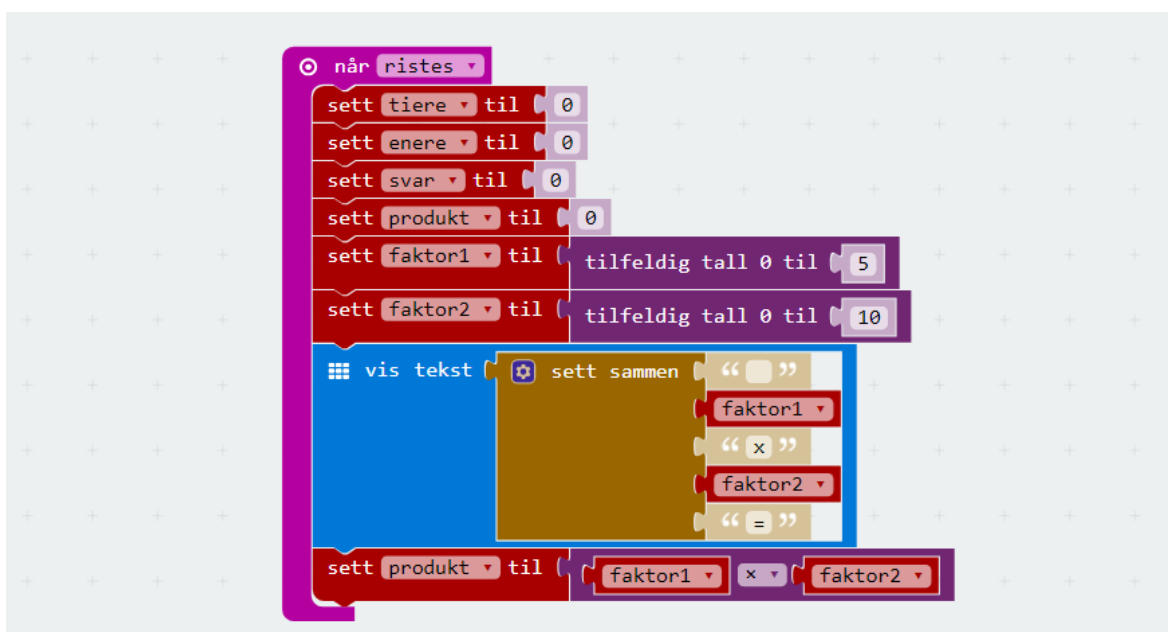 når ristes
sett tiere til 0
sett enere til 0
sett svar til 0
sett produkt til 0
sett faktor1 til tilfeldig tall 0 til 5
sett faktor2 til tilfeldig tall 0 til 10
vis tekst sett sammen “ ”
faktor1
“ x ”
faktor2
“ = ”
sett produkt til faktor1 × faktor2